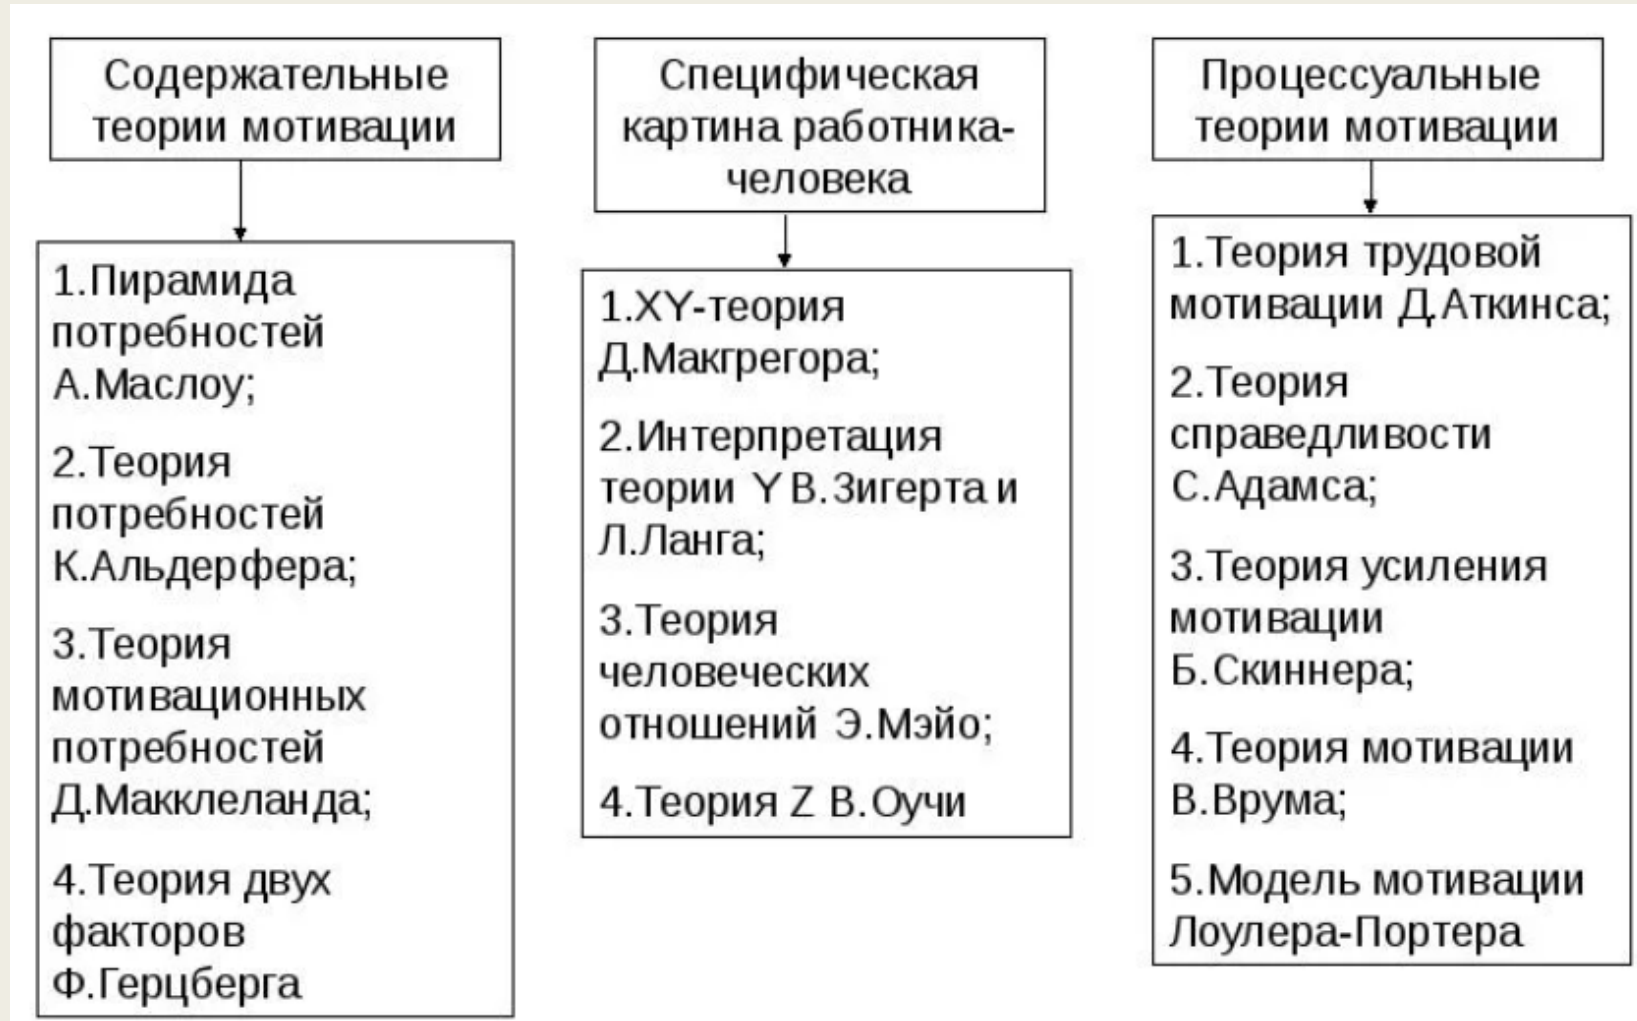 Содержательные
теории мотивации
1.Пирамида
потребностей
А.Маслоу;
2.Теория
потребностей
К.Альдерфера;
3.Теория
мотивационных
потребностей
Д.Макклеланда;
4.Теория двух
факторов
Ф.Герцберга
Специфическая
картина работника-
человека
1.XY-теория
Д.Макгрегора;
2.Интерпретация
теории Y В.Зигерта и
Л.Ланга;
3.Теория
человеческих
отношений Э.Мэйо;
4.Теория Z В.Оучи
Процессуальные
теории мотивации
1.Теория трудовой
мотивации Д.Аткинса;
2.Теория
справедливости
С.Адамса;
3.Теория усиления
мотивации
Б.Скиннера;
4.Теория мотивации
В.Врума;
5.Модель мотивации
Лоулера-Портера